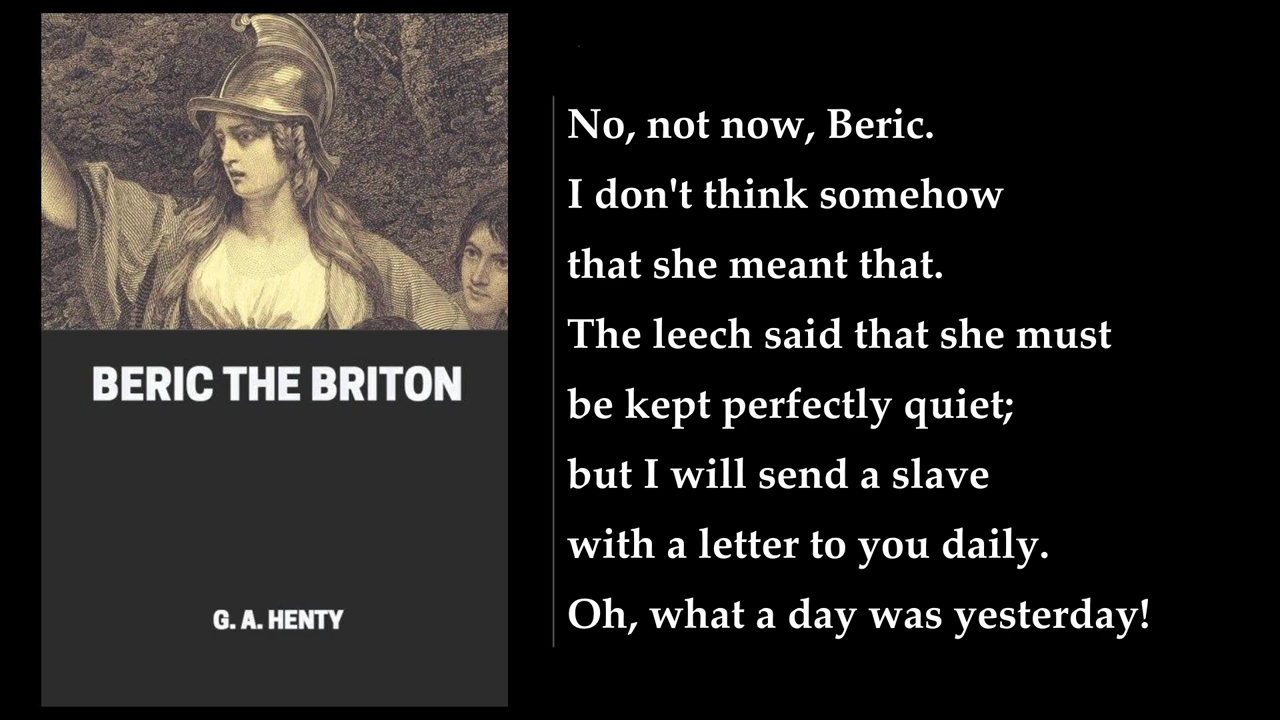 BERIC THE BRITON
G. A. HENTY
No, not now, Beric.
I don't think somehow
that she meant that.
The leech said that she must
be kept perfectly quiet;
but I will send a slave
with a letter to you daily.
Oh, what a day was yesterday!